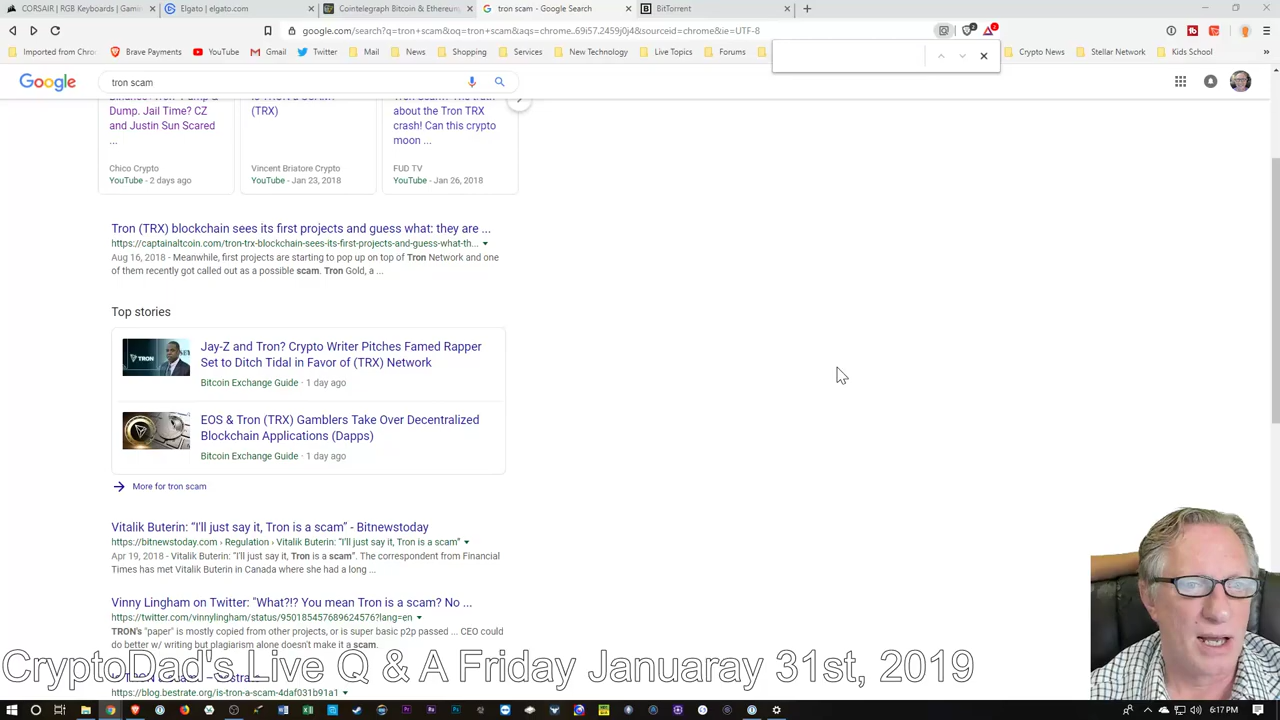 CORSAIR | RGB Keyboards | Gami
Elgato | elgato.com
Cointelegraph Bitcoin & Ethereum
tron scam - Google Search
BitTorrent
google.com/search?q=tron+scam&oq=tron+scam&aqs=chrome..69i57.2459j0j4&sourceid=chrome&ie=UTF-8
Imported from Chro
Brave Payments
YouTube
Gmail
Twitter
Mail
News
Shopping
Services
New Technology
Live Topics
Forums
Crypto News
Stellar Network
Kids School
Google
tron scam
Dump. Jail Time? CZ
and Justin Sun Scared
...
(TRX)
about the Tron TRX
crash! Can this crypto
moon ...
Chico Crypto
YouTube - 2 days ago
Vincent Briatore Crypto
YouTube - Jan 23, 2018
FUD TV
YouTube - Jan 26, 2018
Tron (TRX) blockchain sees its first projects and guess what: they are ...
https://captainaltcoin.com/tron-trx-blockchain-sees-its-first-projects-and-guess-what-th...
Aug 16, 2018 - Meanwhile, first projects are starting to pop up on top of Tron Network and one
of them recently got called out as a possible scam. Tron Gold, a ...
Top stories
TRON
Jay-Z and Tron? Crypto Writer Pitches Famed Rapper
Set to Ditch Tidal in Favor of (TRX) Network
Bitcoin Exchange Guide · 1 day ago
EOS & Tron (TRX) Gamblers Take Over Decentralized
Blockchain Applications (Dapps)
Bitcoin Exchange Guide · 1 day ago
More for tron scam
Vitalik Buterin: “I'll just say it, Tron is a scam” - Bitnewstoday
https://bitnewstoday.com › Regulation › Vitalik Buterin: “I'll just say it, Tron is a scam”
Apr 19, 2018 - Vitalik Buterin: “I'll just say it, Tron is a scam”. The correspondent from Financial
Times has met Vitalik Buterin in Canada where she had a long ...
Vinny Lingham on Twitter: "What?!? You mean Tron is a scam? No ...
https://twitter.com/vinnylingham/status/950185457689624576?lang=en
TRON's "paper" is mostly copied from other projects, or is super basic p2p passed ... CEO could
do better w/ writing but plagiarism alone doesn't make it a scam.
CryptoDad's Live Q & A Friday Januaray 31st, 2019
https://blog.bestrate.org/is-tron-a-scam-4daf031b91a1
6:17 PM